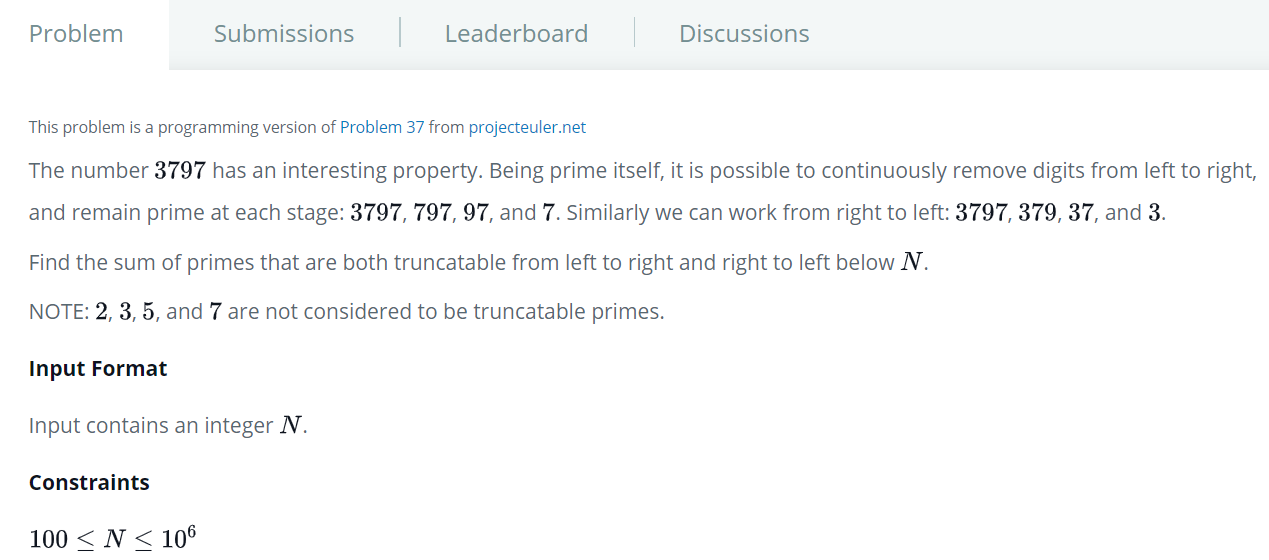 Problem Submissions Leaderboard Discussions
This problem is a programming version of Problem 37 from projecteuler.net
The number 3797 has an interesting property. Being prime itself, it is possible to continuously remove digits from left to right,
and remain prime at each stage: 3797, 797, 97, and 7. Similarly we can work from right to left: 3797, 379, 37, and 3.
Find the sum of primes that are both truncatable from left to right and right to left below N.
NOTE: 2, 3, 5, and 7 are not considered to be truncatable primes.
Input Format
Input contains an integer N.
Constraints
100 ≤ N ≤ 10⁶